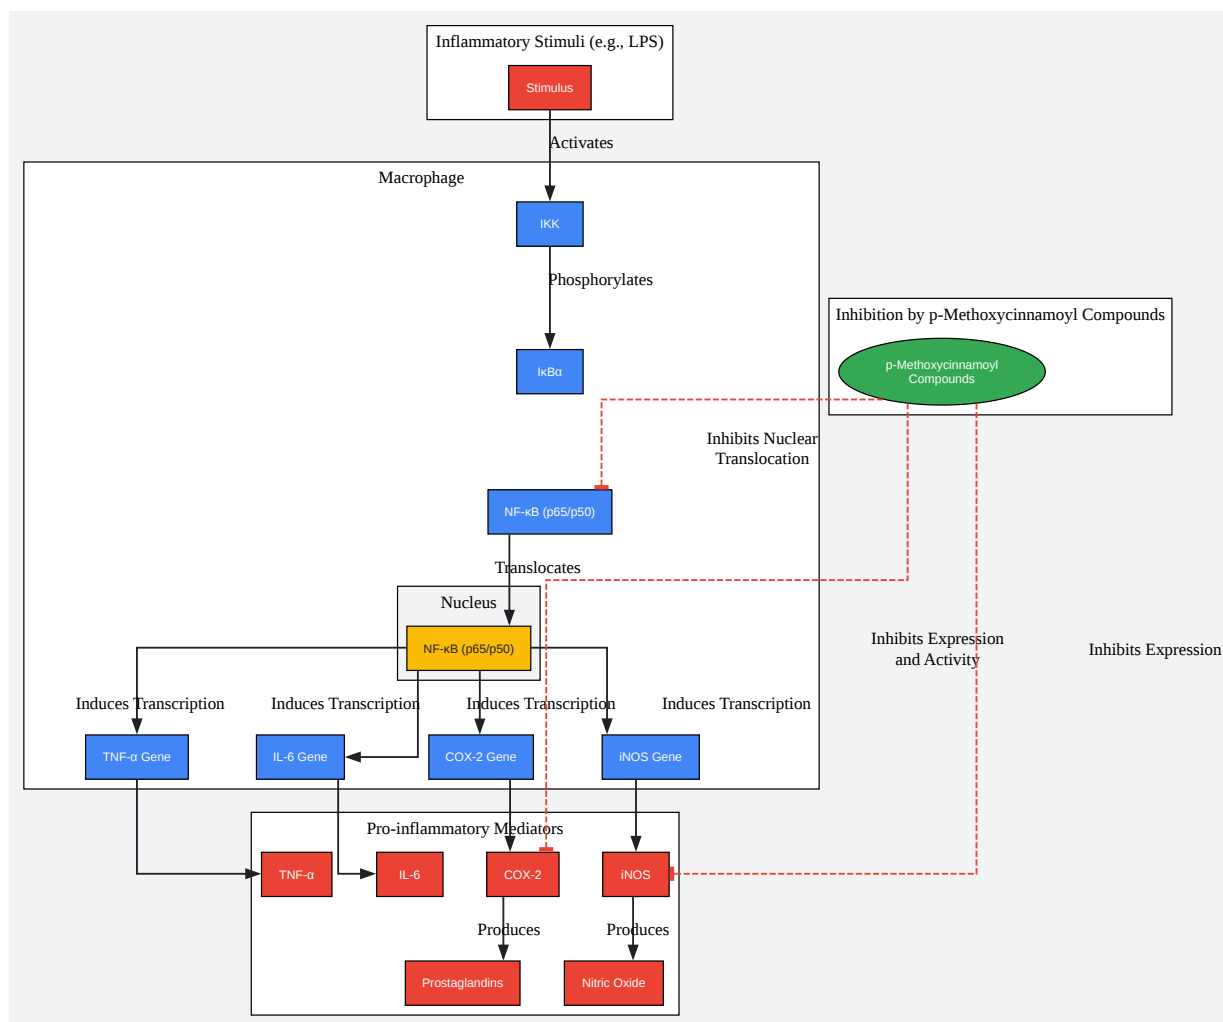 Inflammatory Stimuli (e.g., LPS)
Stimulus
Activates
Macrophage
IKK
Phosphorylates
IκBα
Inhibition by p-Methoxycinnamoyl Compounds
p-Methoxycinnamoyl
Compounds
Inhibits Nuclear
Translocation
NF-κB (p65/p50)
Translocates
Nucleus
NF-κB (p65/p50)
Inhibits Expression
and Activity
Inhibits Expression
Induces Transcription
Induces Transcription
Induces Transcription
Induces Transcription
TNF-α Gene
IL-6 Gene
COX-2 Gene
iNOS Gene
Pro-inflammatory Mediators
TNF-α
IL-6
COX-2
iNOS
Produces
Produces
Prostaglandins
Nitric Oxide